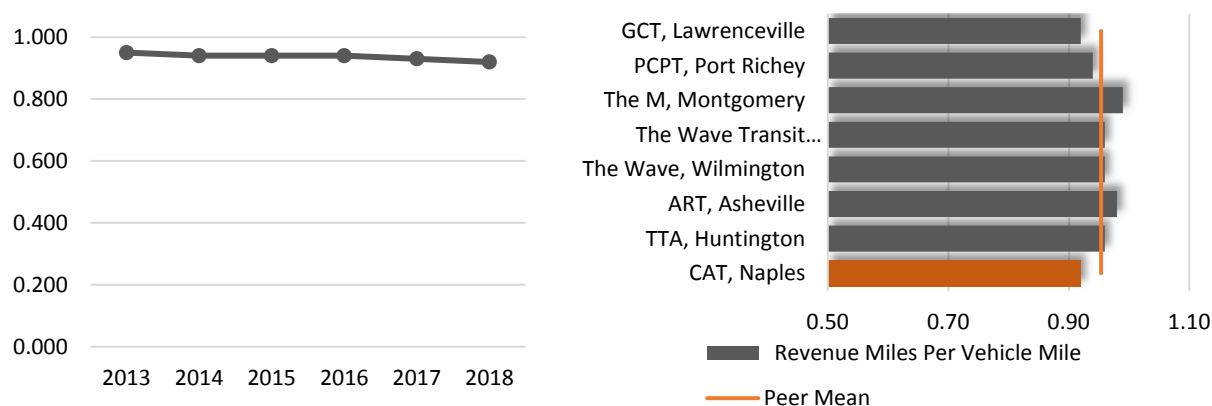 1.000
0.800
0.600
0.400
0.200
0.000
2013 2014 2015 2016 2017 2018
GCT, Lawrenceville
PCPT, Port Richey
The M, Montgomery
The Wave Transit...
The Wave, Wilmington
ART, Asheville
TTA, Huntington
CAT, Naples
0.50 0.70 0.90 1.10
Revenue Miles Per Vehicle Mile
Peer Mean